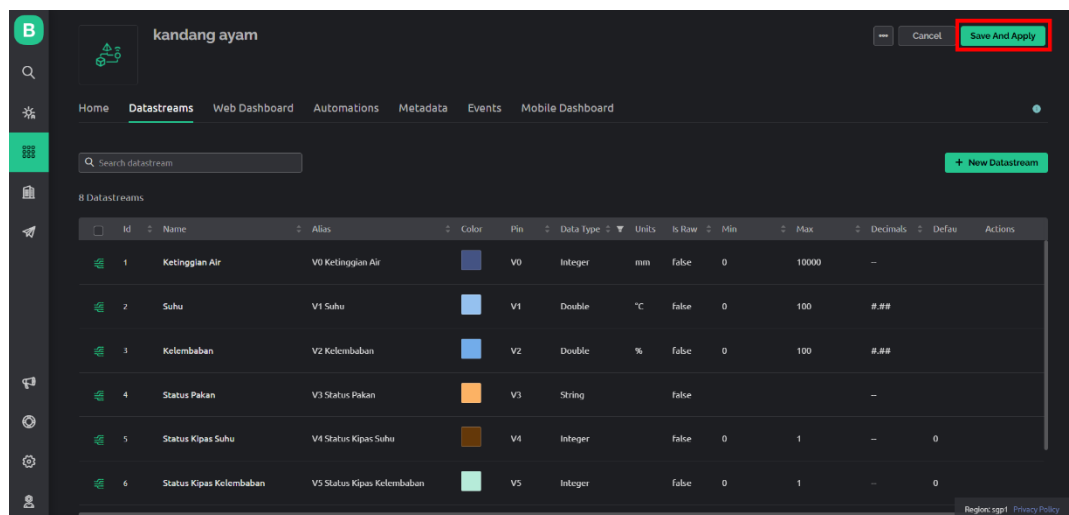 B
kandang ayam
Cancel
Save And Apply
Home Datastreams Web Dashboard Automations Metadata Events Mobile Dashboard
Search datastream
+ New Datastream
8 Datastreams
Id Name Alias Color Pin Data Type Units Is Raw Min Max Decimals Defau Actions
1 Ketinggian Air V0 Ketinggian Air V0 Integer mm false 0 10000 --
2 Suhu V1 Suhu V1 Double °C false 0 100 #.##
3 Kelembaban V2 Kelembaban V2 Double % false 0 100 #.##
4 Status Pakan V3 Status Pakan V3 String false --
5 Status Kipas Suhu V4 Status Kipas Suhu V4 Integer false 0 1 -- 0
6 Status Kipas Kelembaban V5 Status Kipas Kelembaban V5 Integer false 0 1 -- 0
Region: sgp1 Privacy Policy